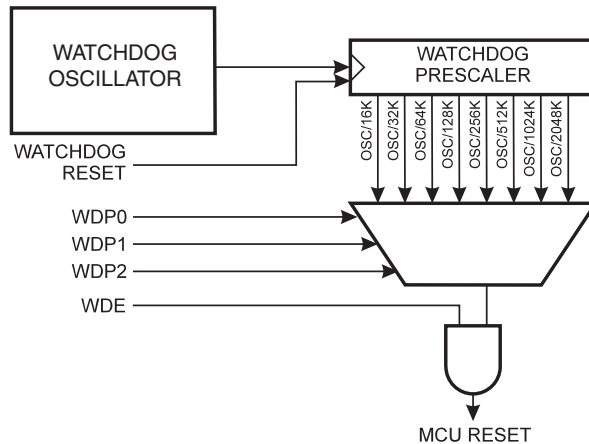 WATCHDOG
OSCILLATOR
WATCHDOG
PRESCALER
OSC/16K
OSC/32K
OSC/64K
OSC/128K
OSC/256K
OSC/512K
OSC/1024K
OSC/2048K
WATCHDOG
RESET
WDP0
WDP1
WDP2
WDE
MCU RESET